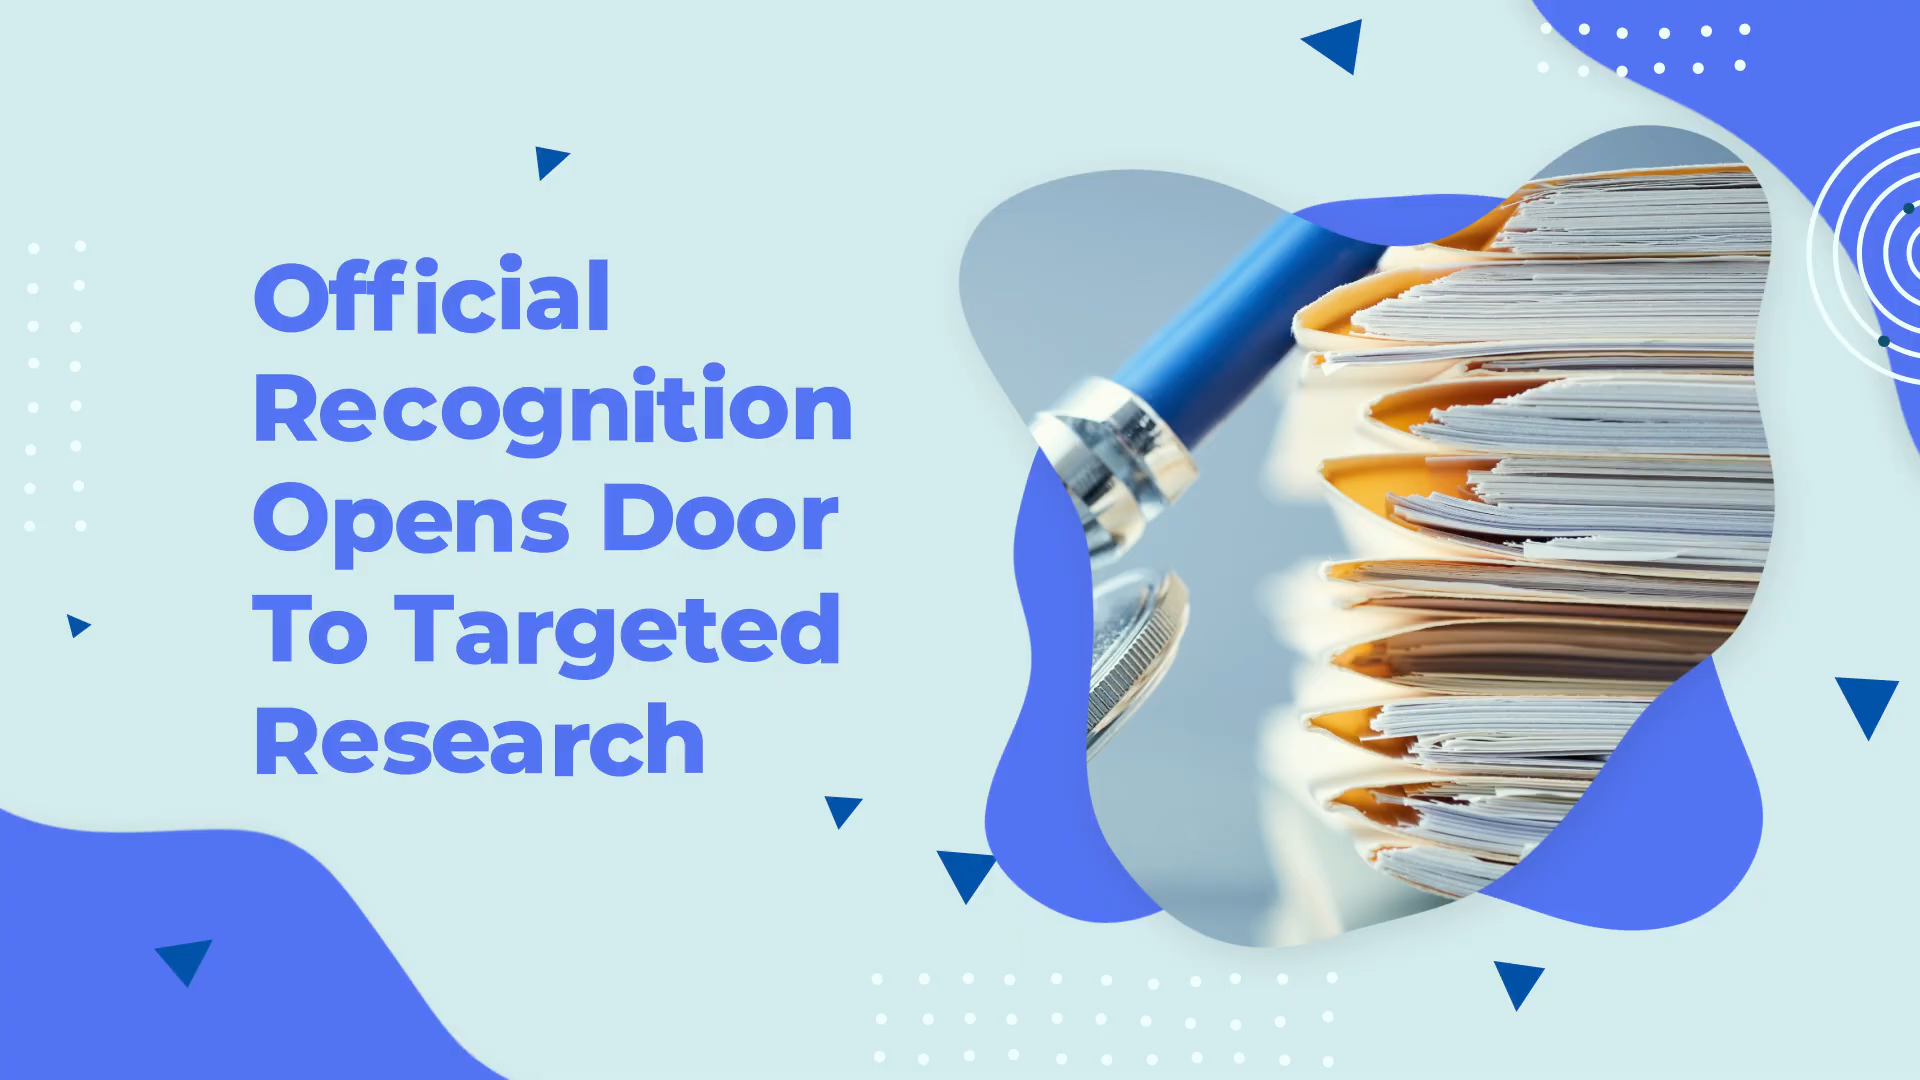 Official
Recognition
Opens Door
To Targeted
Research